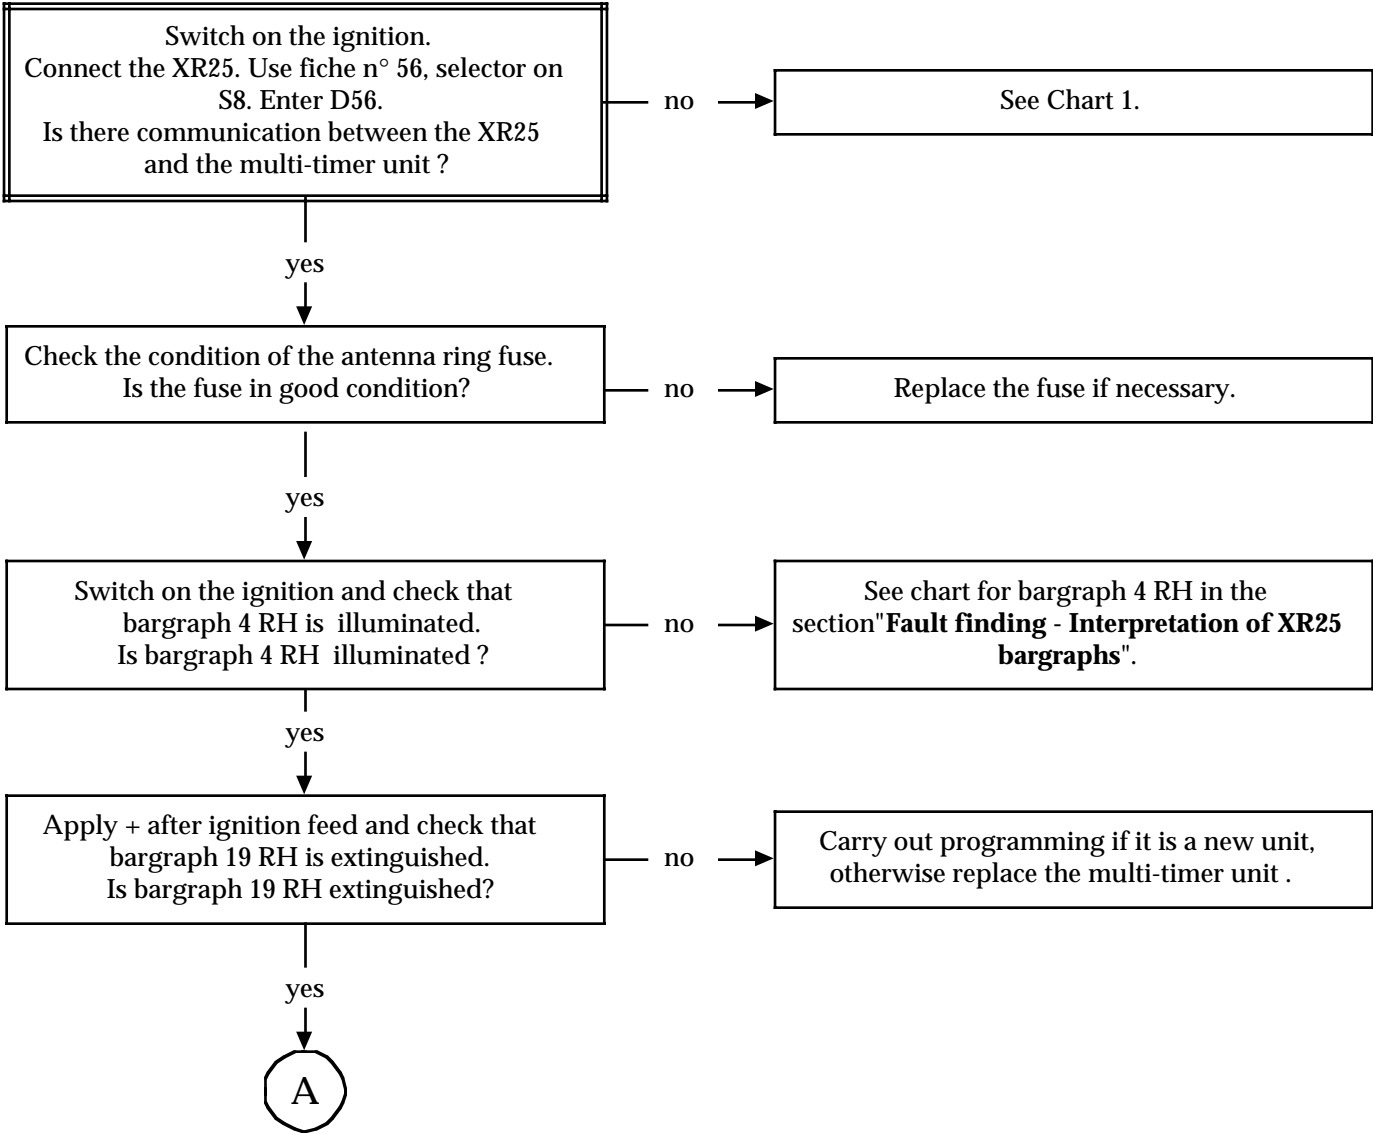 Switch on the ignition.
Connect the XR25. Use fiche n° 56, selector on
S8. Enter D56.
Is there communication between the XR25
and the multi-timer unit ?
no
See Chart 1.
yes
Check the condition of the antenna ring fuse.
Is the fuse in good condition?
no
Replace the fuse if necessary.
yes
Switch on the ignition and check that
bargraph 4 RH is illuminated.
Is bargraph 4 RH illuminated ?
no
See chart for bargraph 4 RH in the
section"Fault finding - Interpretation of XR25
bargraphs".
yes
Apply + after ignition feed and check that
bargraph 19 RH is extinguished.
Is bargraph 19 RH extinguished?
no
Carry out programming if it is a new unit,
otherwise replace the multi-timer unit .
yes
A